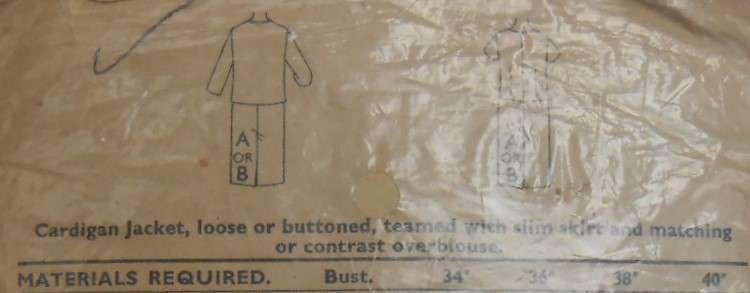 A
OR
B
A
OR
B
Cardigan Jacket, loose or buttoned, teamed with slim skirt and matching
or contrast overblouse.
MATERIALS REQUIRED. Bust. 34" 36" 38" 40"